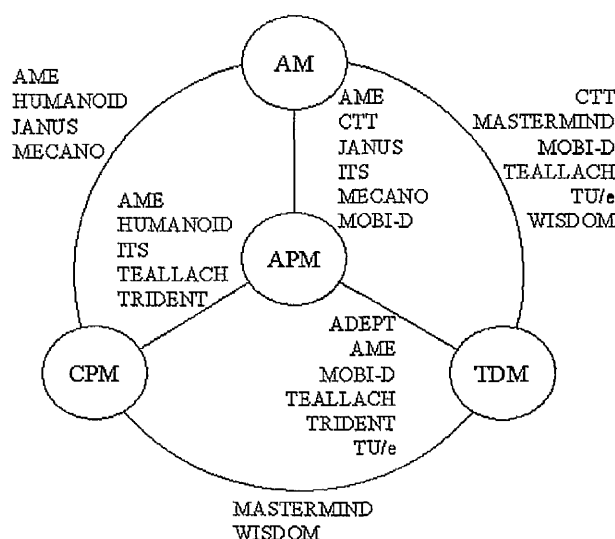 AM
AME
HUMANOID
JANUS
MECANO
AME
CTT
JANUS
ITS
MECANO
MOBI-D
CTT
MASTERMIND
MOBI-D
TEALLACH
TU/e
WISDOM
AME
HUMANOID
ITS
TEALLACH
TRIDENT
APM
ADEPT
AME
MOBI-D
TEALLACH
TRIDENT
TU/e
CPM
TDM
MASTERMIND
WISDOM